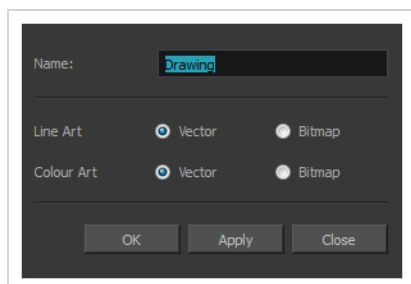 Name: Drawing
Line Art Vector Bitmap
Colour Art Vector Bitmap
OK Apply Close